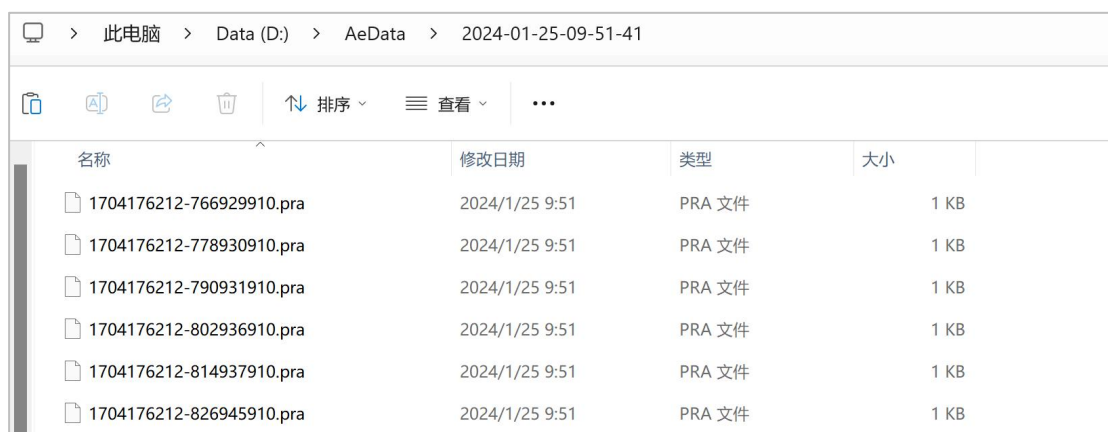 此电脑 > Data (D:) > AeData > 2024-01-25-09-51-41
排序 查看
名称 修改日期 类型 大小
1704176212-766929910.pra 2024/1/25 9:51 PRA 文件 1 KB
1704176212-778930910.pra 2024/1/25 9:51 PRA 文件 1 KB
1704176212-790931910.pra 2024/1/25 9:51 PRA 文件 1 KB
1704176212-802936910.pra 2024/1/25 9:51 PRA 文件 1 KB
1704176212-814937910.pra 2024/1/25 9:51 PRA 文件 1 KB
1704176212-826945910.pra 2024/1/25 9:51 PRA 文件 1 KB